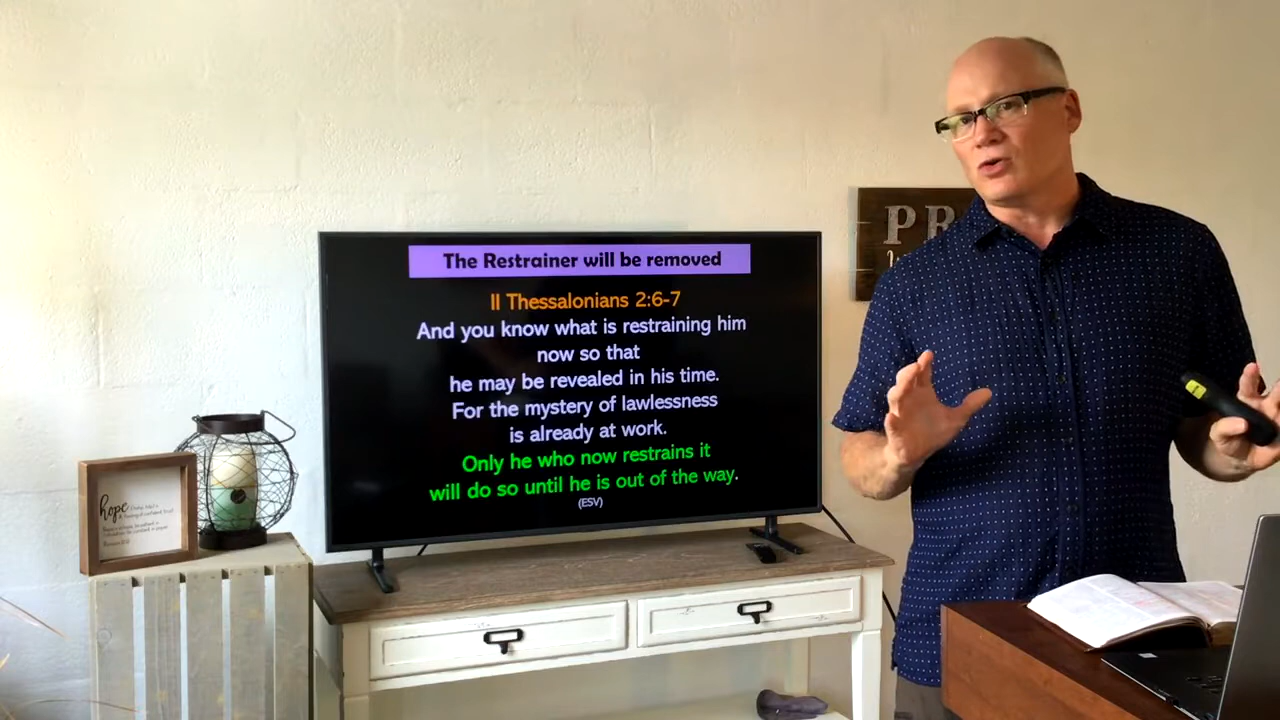 The Restrainer will be removed
II Thessalonians 2:6-7
And you know what is restraining him
now so that
he may be revealed in his time.
For the mystery of lawlessness
is already at work.
Only he who now restrains it
will do so until he is out of the way.
(ESV)
PR
hope